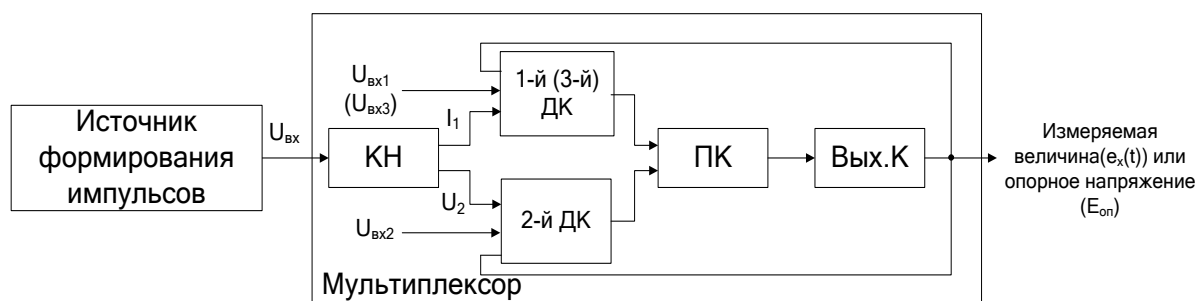 Источник
формирования
импульсов
Uвх
Uвх1
(Uвх3)
I1
КН
U2
Uвх2
1-й (3-й)
ДК
2-й ДК
ПК
Вых.К
Мультиплексор
Измеряемая
величина(ex(t)) или
опорное напряжение
(Eоп)